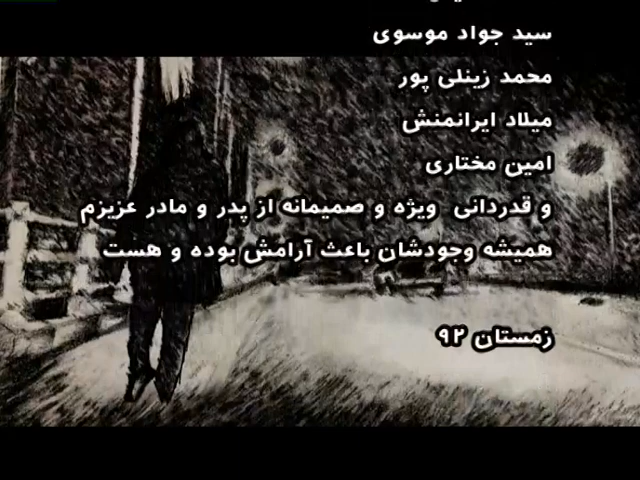 سید جواد موسوی
محمد زینلی پور
میلاد ایرانمنش
امین مختاری
و قدردانی ویژه و صمیمانه از پدر و مادر عزیزم
همیشه وجودشان باعث آرامش بوده و هست
زمستان ۹۲